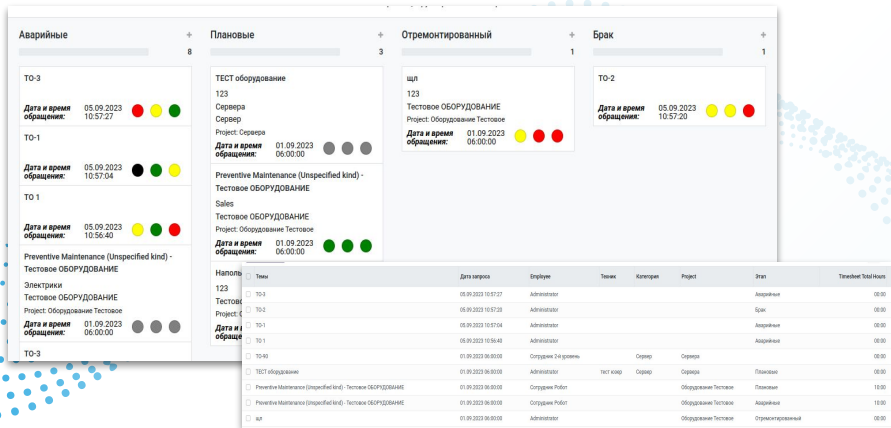 Аварийные +
8
ТО-3
Дата и время обращения: 05.09.2023 10:57:27
ТО-1
Дата и время обращения: 05.09.2023 10:57:04
ТО 1
Дата и время обращения: 05.09.2023 10:56:40
Preventive Maintenance (Unspecified kind) -
Тестовое ОБОРУДОВАНИЕ
Электрики
Тестовое ОБОРУДОВАНИЕ
Project: Оборудование Тестовое
Дата и время обращения: 01.09.2023 06:00:00
ТО-3
Плановые +
3
ТЕСТ оборудование
123
Сервера
Сервер
Project: Сервера
Дата и время обращения: 01.09.2023 06:00:00
Preventive Maintenance (Unspecified kind) -
Тестовое ОБОРУДОВАНИЕ
Sales
Тестовое ОБОРУДОВАНИЕ
Project: Оборудование Тестовое
Дата и время обращения: 01.09.2023 06:00:00
123
Отремонтированный +
1
щл
123
Тестовое ОБОРУДОВАНИЕ
Project: Оборудование Тестовое
Дата и время обращения: 01.09.2023 06:00:00
Брак +
1
ТО-2
Дата и время обращения: 05.09.2023 10:57:20
Темы Дата запроса Employee Техник Категория Project Этап Timesheet Total Hours
ТО-3 05.09.2023 10:57:27 Administrator Аварийные 00:00
ТО-2 05.09.2023 10:57:20 Administrator Брак 00:00
ТО-1 05.09.2023 10:57:04 Administrator Аварийные 00:00
ТО 1 05.09.2023 10:56:40 Administrator Аварийные 00:00
ТО-90 01.09.2023 06:00:00 Сотрудник 2-й уровень Сервер Сервера 00:00
ТЕСТ оборудование 01.09.2023 06:00:00 Administrator тест юзер Сервер Сервера Плановые 00:00
Preventive Maintenance (Unspecified kind) - Тестовое ОБОРУДОВАНИЕ 01.09.2023 06:00:00 Сотрудник Робот Оборудование Тестовое Плановые 10:00
Preventive Maintenance (Unspecified kind) - Тестовое ОБОРУДОВАНИЕ 01.09.2023 06:00:00 Сотрудник Робот Оборудование Тестовое Аварийные 10:00
щл 01.09.2023 06:00:00 Administrator Оборудование Тестовое Отремонтированный 00:00